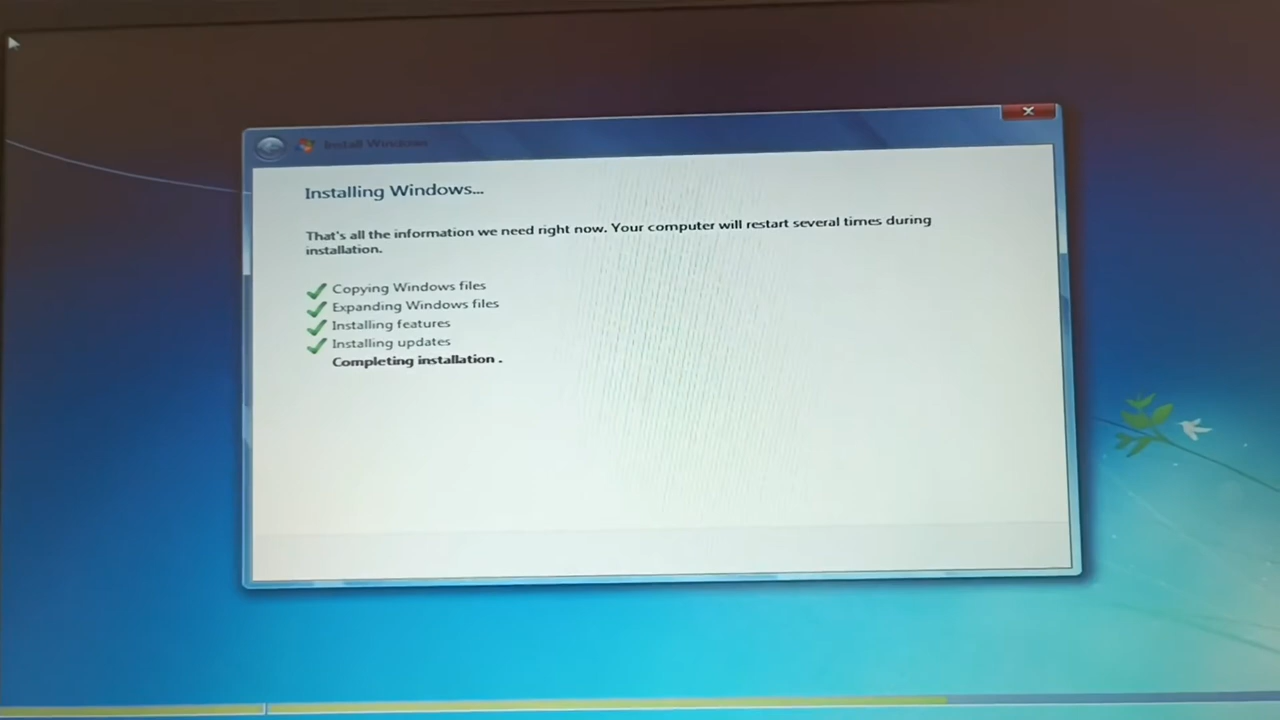 Install Windows
Installing Windows...
That's all the information we need right now. Your computer will restart several times during
installation.
Copying Windows files
Expanding Windows files
Installing features
Installing updates
Completing installation .